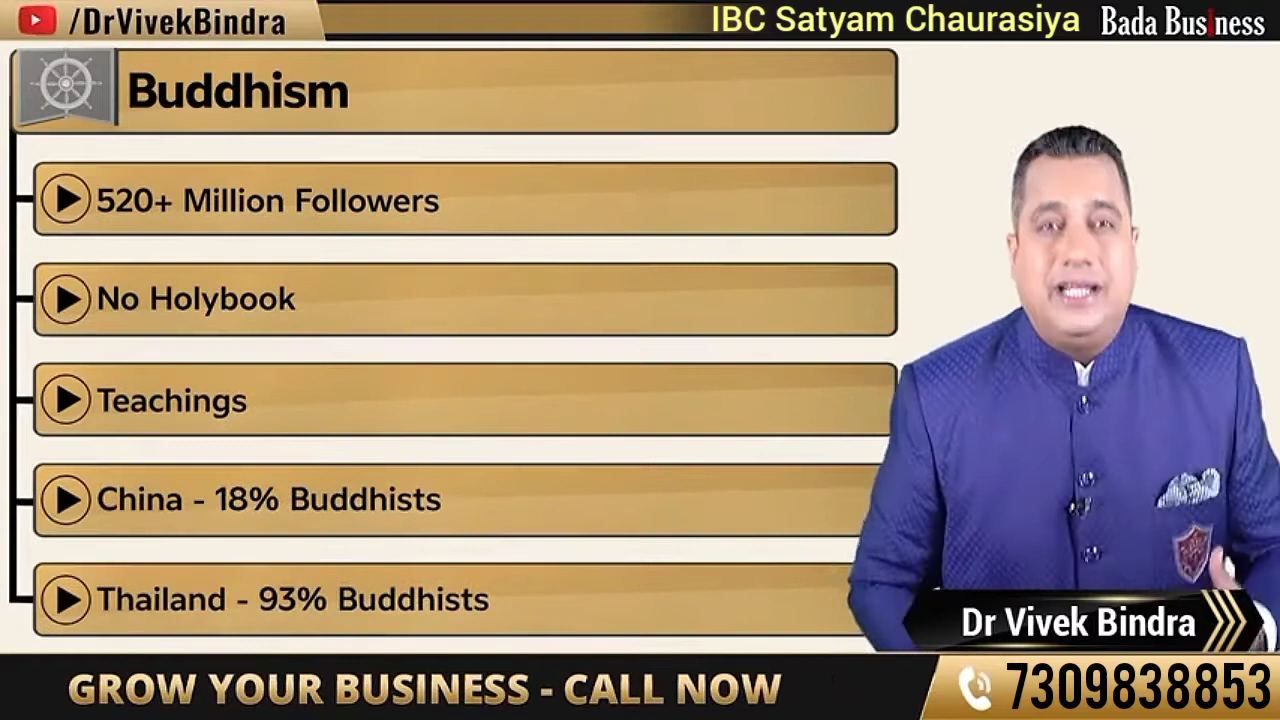 /DrVivekBindra
IBC Satyam Chaurasiya
Bada Business
Buddhism
520+ Million Followers
No Holybook
Teachings
China - 18% Buddhists
Thailand - 93% Buddhists
Dr Vivek Bindra
GROW YOUR BUSINESS - CALL NOW
7309838853